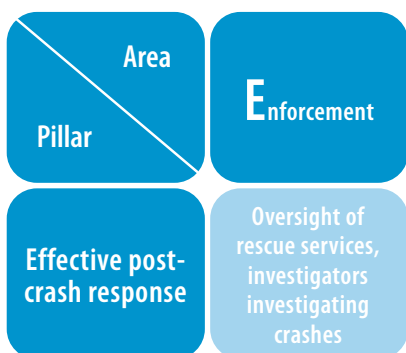 Area
Pillar
Enforcement
Effective post-
crash response
Oversight of
rescue services,
investigators
investigating
crashes